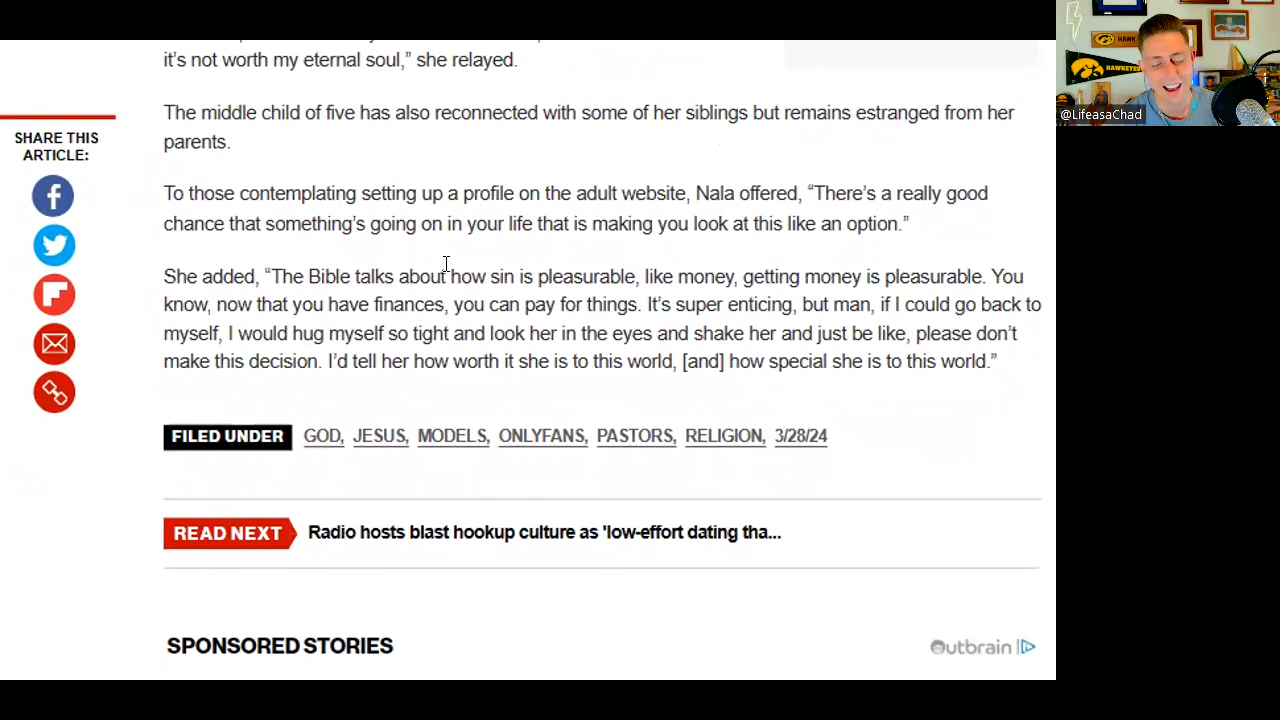 it's not worth my eternal soul,” she relayed.
The middle child of five has also reconnected with some of her siblings but remains estranged from her
parents.
To those contemplating setting up a profile on the adult website, Nala offered, “There’s a really good
chance that something’s going on in your life that is making you look at this like an option.”
She added, “The Bible talks about how sin is pleasurable, like money, getting money is pleasurable. You
know, now that you have finances, you can pay for things. It’s super enticing, but man, if I could go back to
myself, I would hug myself so tight and look her in the eyes and shake her and just be like, please don’t
make this decision. I’d tell her how worth it she is to this world, [and] how special she is to this world.”
SHARE THIS
ARTICLE:
FILED UNDER GOD, JESUS, MODELS, ONLYFANS, PASTORS, RELIGION, 3/28/24
READ NEXT Radio hosts blast hookup culture as 'low-effort dating tha...
SPONSORED STORIES
Outbrain
HAWKEYES
@LifeasaChad